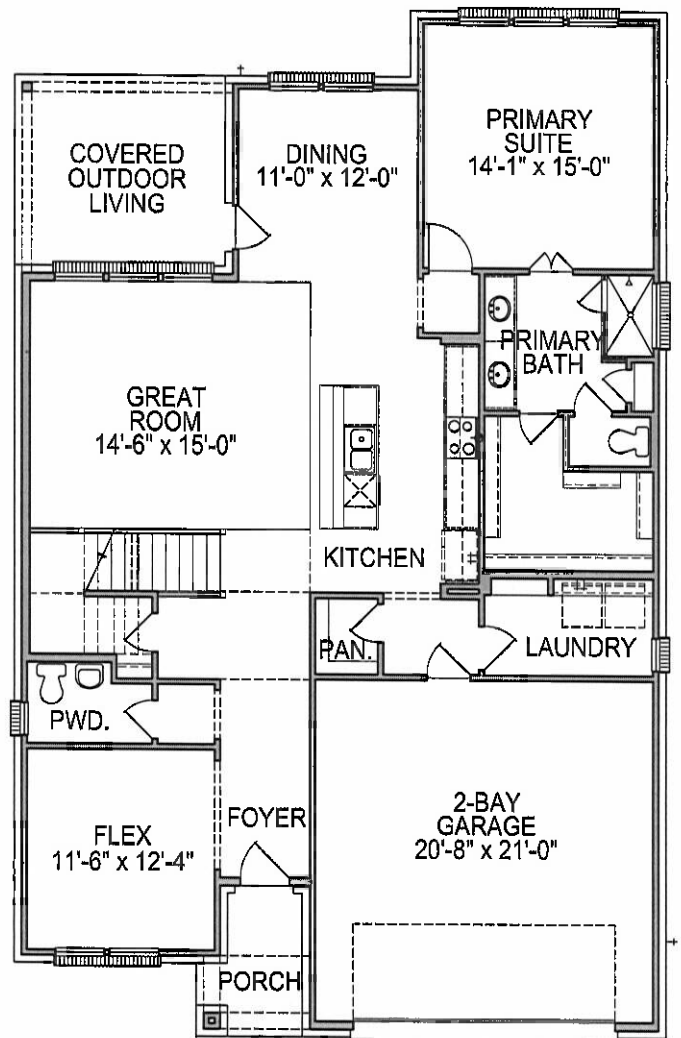 PRIMARY
SUITE
14'-1" x 15'-0"
COVERED
OUTDOOR
LIVING
DINING
11'-0" x 12'-0"
PRIMARY
BATH
GREAT
ROOM
14'-6" x 15'-0"
KITCHEN
PAN.
LAUNDRY
PWD.
FOYER
2-BAY
GARAGE
20'-8" x 21'-0"
FLEX
11'-6" x 12'-4"
PORCH